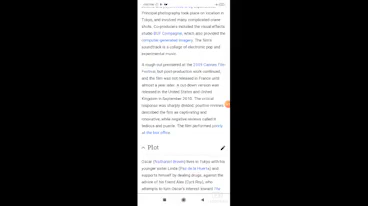 Principal photography took place on location in
Tokyo, and involved many complicated crane
shots. Co-producers included the visual effects
studio BUF Compagnie, which also provided the
computer-generated imagery. The film's
soundtrack is a collage of electronic pop and
experimental music.
A rough cut premiered at the 2009 Cannes Film
Festival, but post-production work continued,
and the film was not released in France until
almost a year later. A cut-down version was
released in the United States and United
Kingdom in September 2010. The critical
response was sharply divided: positive reviews
described the film as captivating and
innovative, while negative reviews called it
tedious and puerile. The film performed poorly
at the box office.
Plot
Oscar (Nathaniel Brown) lives in Tokyo with his
younger sister Linda (Paz de la Huerta) and
supports himself by dealing drugs, against the
advice of his friend Alex (Cyril Roy), who
attempts to turn Oscar's interest toward The